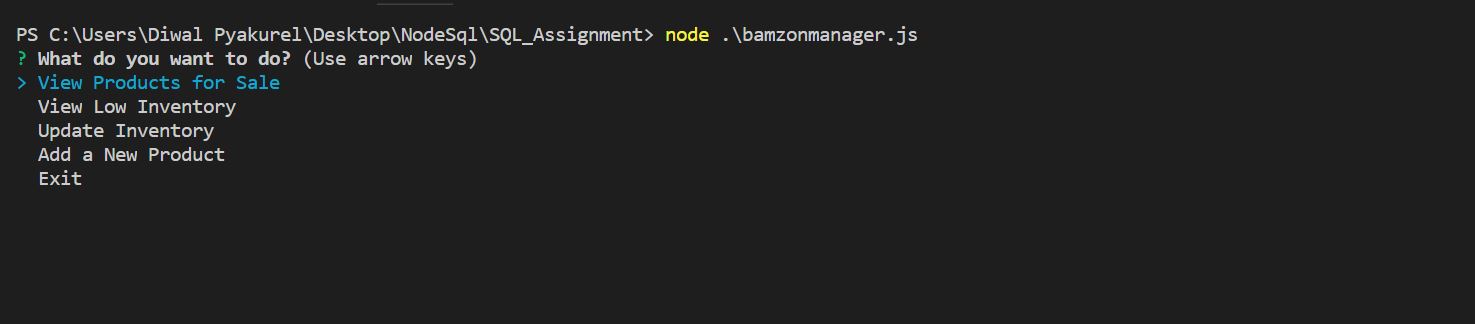 PS C:\Users\Diwal Pyakurel\Desktop\NodeSql\SQL_Assignment> node .\bamzonmanager.js
? What do you want to do? (Use arrow keys)
> View Products for Sale
  View Low Inventory
  Update Inventory
  Add a New Product
  Exit